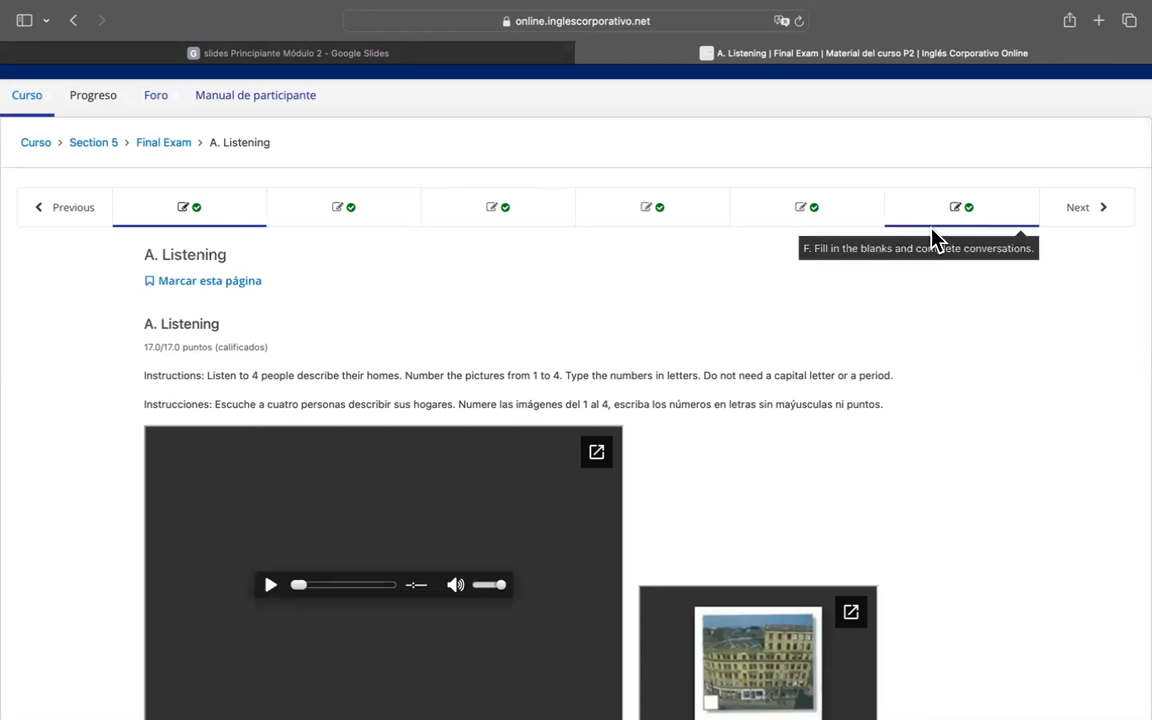 online.inglescorporativo.net
slides Principiante Módulo 2 - Google Slides
A. Listening | Final Exam | Material del curso P2 | Inglés Corporativo Online
Curso
Progreso
Foro
Manual de participante
Curso > Section 5 > Final Exam > A. Listening
Previous
Next
F. Fill in the blanks and complete conversations.
A. Listening
Marcar esta página
A. Listening
17.0/17.0 puntos (calificados)
Instructions: Listen to 4 people describe their homes. Number the pictures from 1 to 4. Type the numbers in letters. Do not need a capital letter or a period.
Instrucciones: Escuche a cuatro personas describir sus hogares. Numere las imágenes del 1 al 4, escriba los números en letras sin maýusculas ni puntos.
-:--